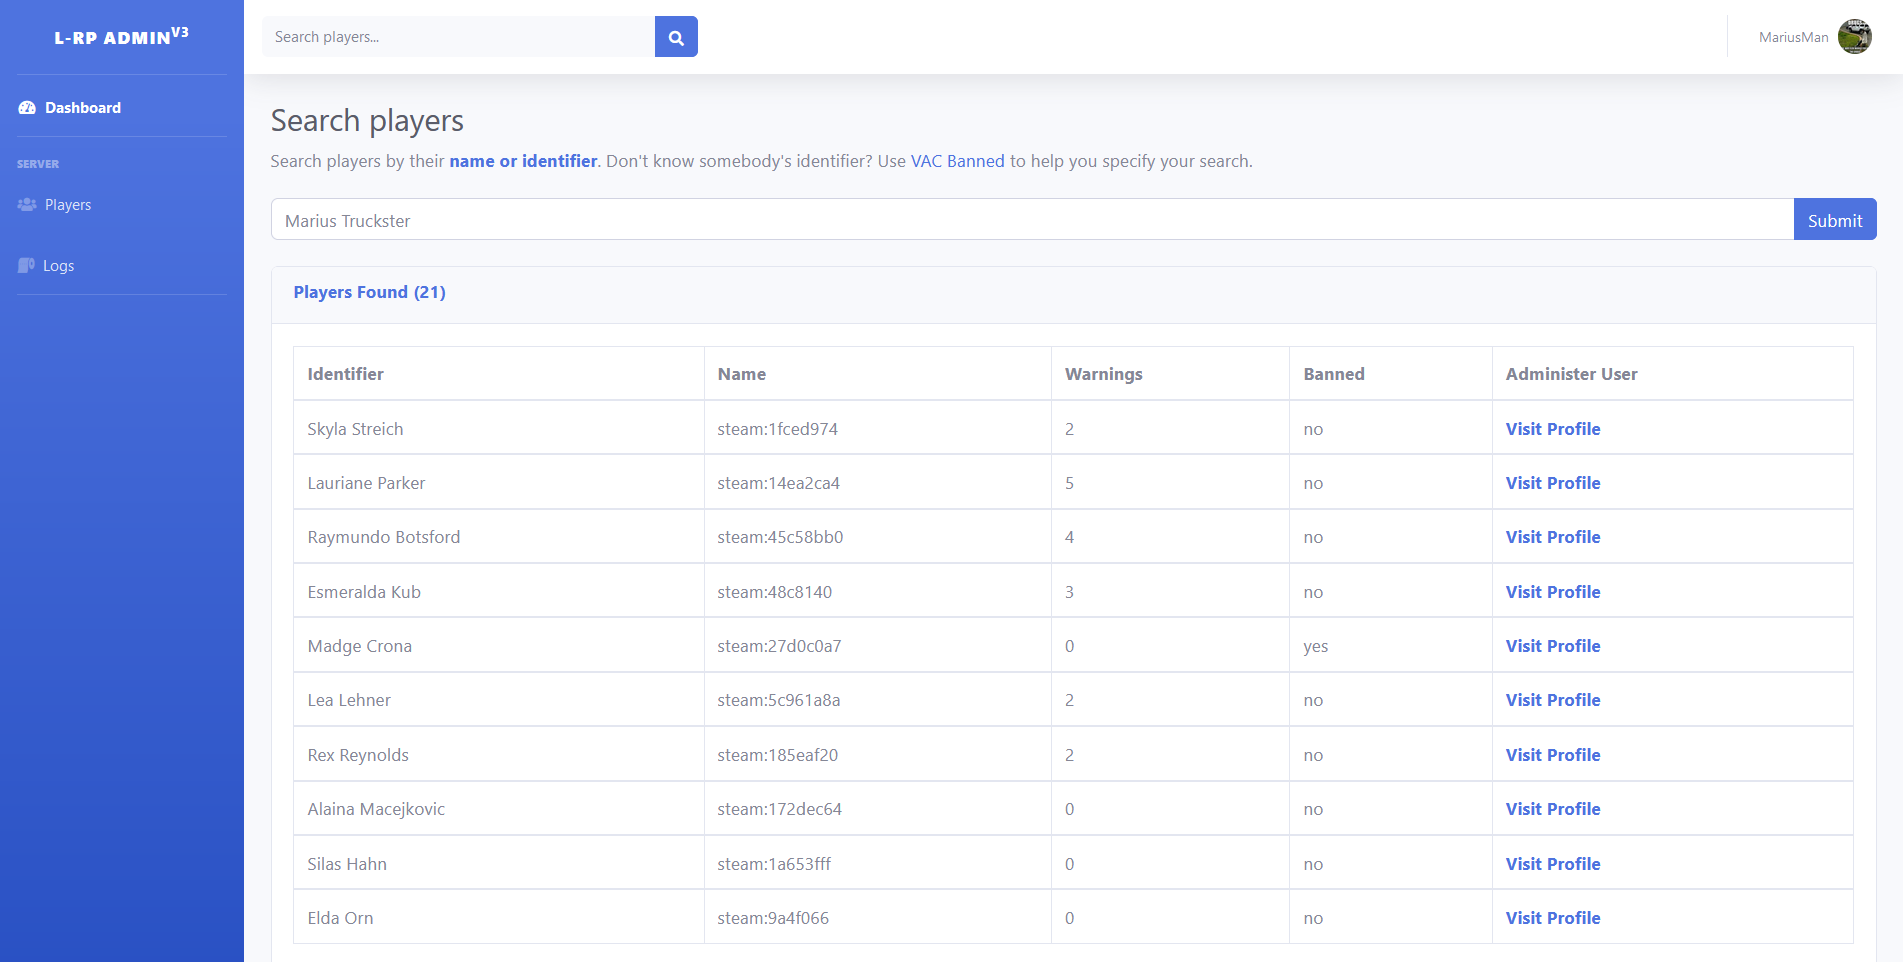 L-RP ADMINV3
Search players...
MariusMan
Dashboard
SERVER
Players
Logs
Search players
Search players by their name or identifier. Don't know somebody's identifier? Use VAC Banned to help you specify your search.
Marius Truckster Submit
Players Found (21)
Identifier Name Warnings Banned Administer User
Skyla Streich steam:1fced974 2 no Visit Profile
Lauriane Parker steam:14ea2ca4 5 no Visit Profile
Raymundo Botsford steam:45c58bb0 4 no Visit Profile
Esmeralda Kub steam:48c8140 3 no Visit Profile
Madge Crona steam:27d0c0a7 0 yes Visit Profile
Lea Lehner steam:5c961a8a 2 no Visit Profile
Rex Reynolds steam:185eaf20 2 no Visit Profile
Alaina Macejkovic steam:172dec64 0 no Visit Profile
Silas Hahn steam:1a653fff 0 no Visit Profile
Elda Orn steam:9a4f066 0 no Visit Profile